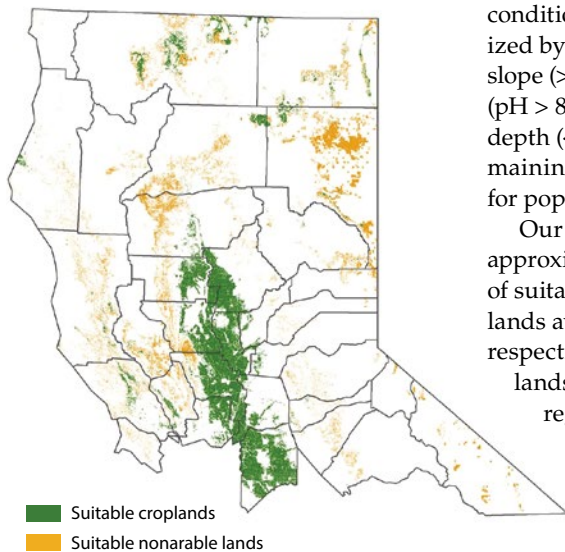 condition
ized by
slope (>
(pH > 8
depth (
maining
for pop
Our
approxi
of suita
lands a
respect
lands
re
Suitable croplands
Suitable nonarable lands